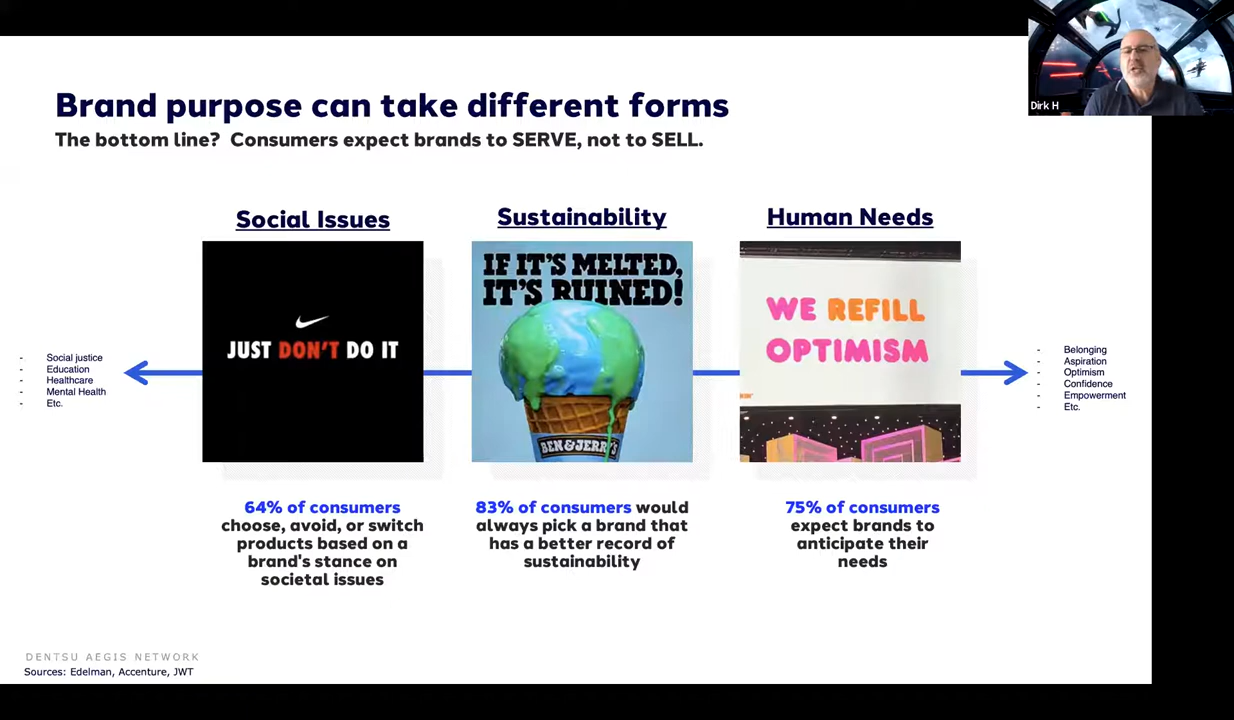 Dirk H
Brand purpose can take different forms
The bottom line? Consumers expect brands to SERVE, not to SELL.
Social Issues
JUST DON'T DO IT
64% of consumers
choose, avoid, or switch
products based on a
brand's stance on
societal issues
Sustainability
IF IT'S MELTED,
IT'S RUINED!
BEN & JERRY'S
83% of consumers would
always pick a brand that
has a better record of
sustainability
Human Needs
WE REFILL
OPTIMISM
75% of consumers
expect brands to
anticipate their
needs
- Social justice
- Education
- Healthcare
- Mental Health
- Etc.
- Belonging
- Aspiration
- Optimism
- Confidence
- Empowerment
- Etc.
DENTSU AEGIS NETWORK
Sources: Edelman, Accenture, JWT